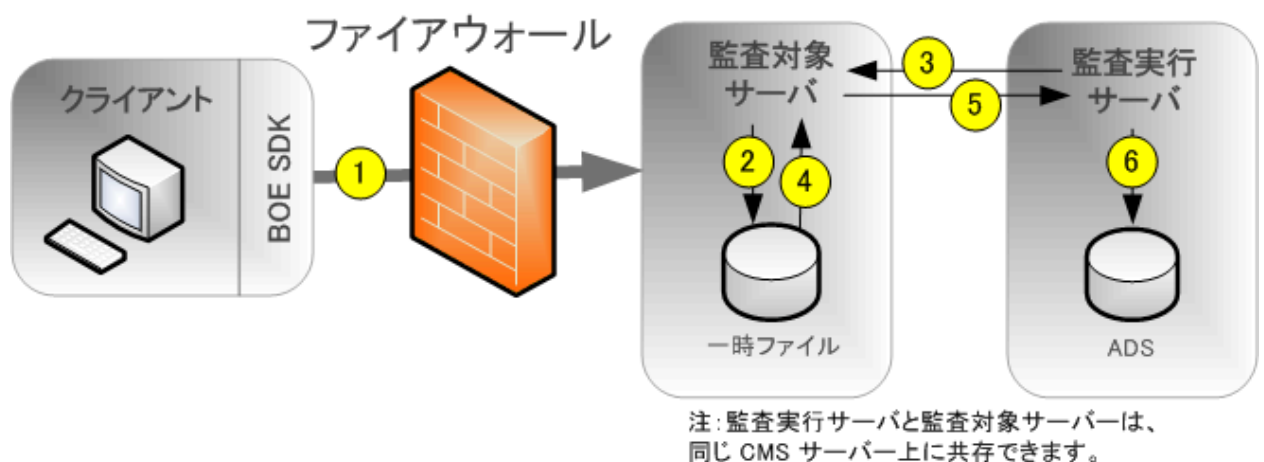 ファイアウォール
クライアント
BOE SDK
1
監査対象
サーバ
3
5
監査実行
サーバ
2
4
6
一時ファイル
ADS
注：監査実行サーバと監査対象サーバーは、
同じ CMS サーバー上に共存できます。